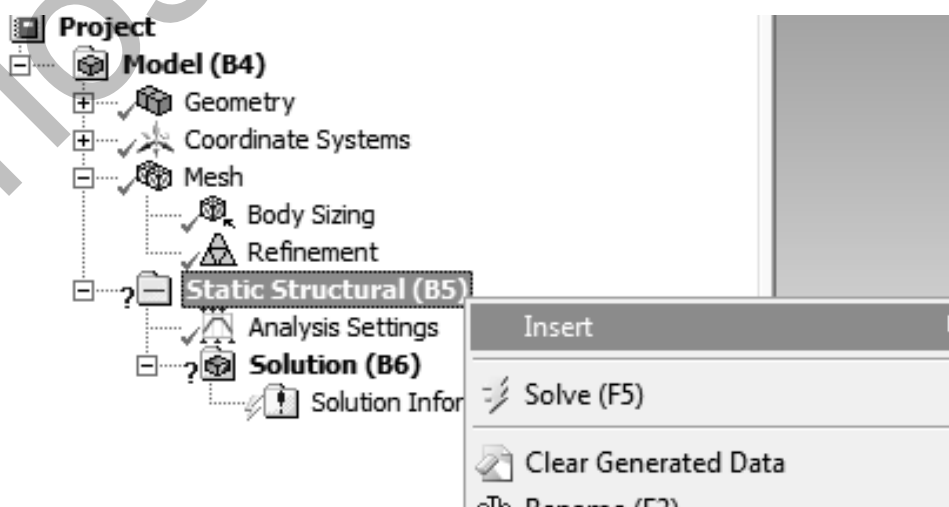 Project
Model (B4)
Geometry
Coordinate Systems
Mesh
Body Sizing
Refinement
Static Structural (B5)
Analysis Settings
Insert
Solution (B6)
Solve (F5)
Solution Infor
Clear Generated Data